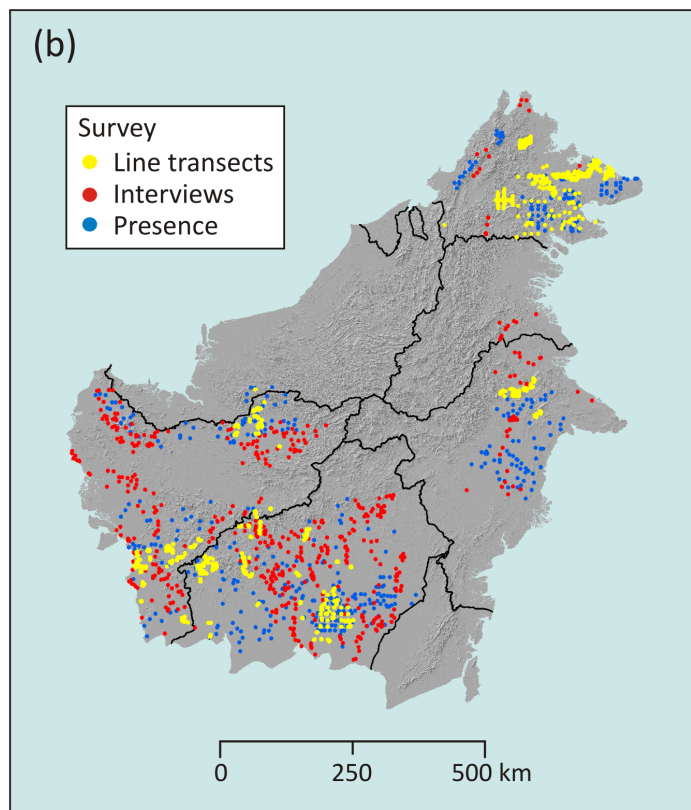 (b)
Survey
Line transects
Interviews
Presence
0 250 500 km